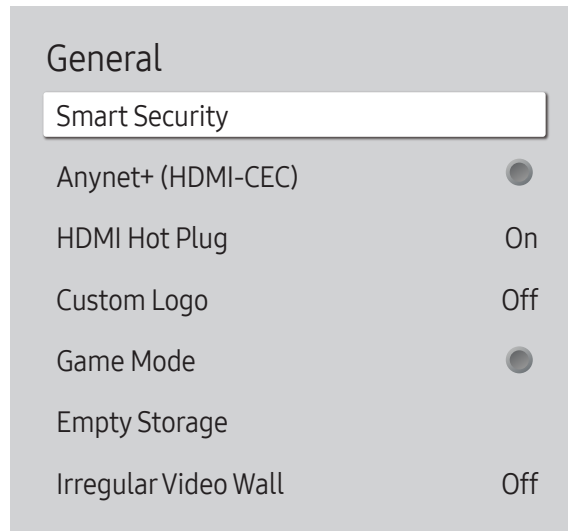 General
Smart Security
Anynet+ (HDMI-CEC)
HDMI Hot Plug On
Custom Logo Off
Game Mode
Empty Storage
Irregular Video Wall Off